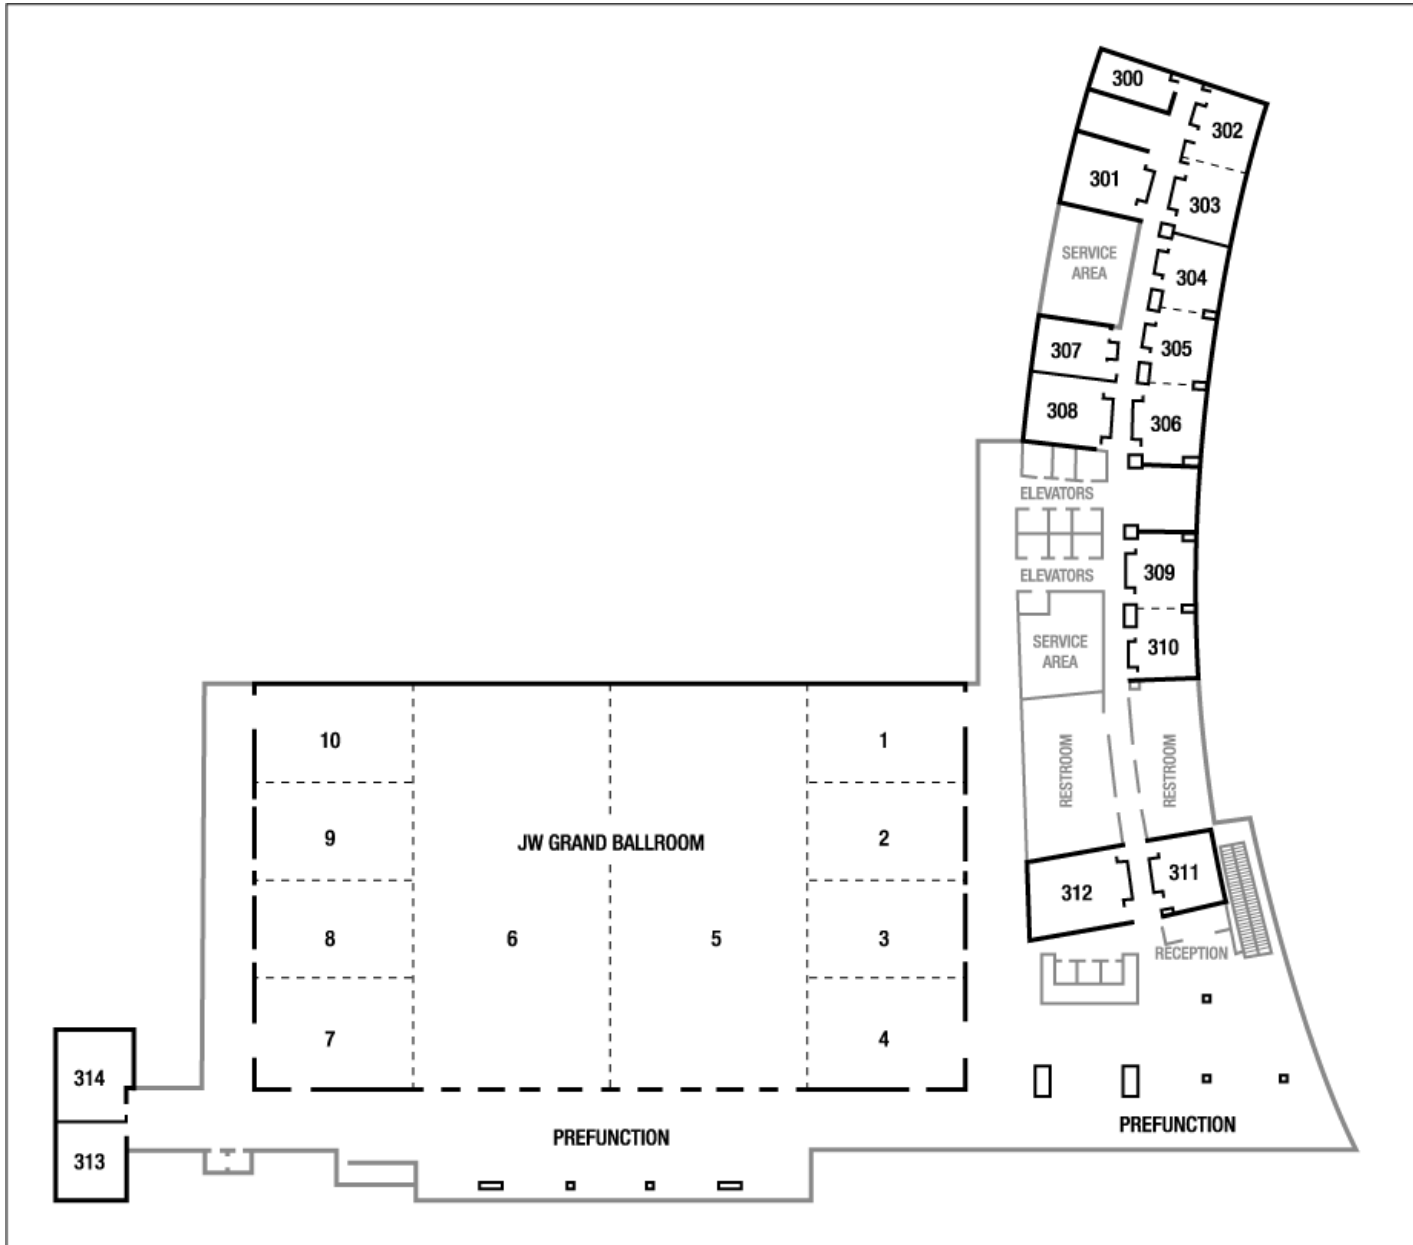 300
302
301
303
SERVICE
AREA
304
307
305
308
306
ELEVATORS
ELEVATORS
309
SERVICE
AREA
310
10
1
RESTROOM
RESTROOM
9
JW GRAND BALLROOM
2
312
311
8
6
5
3
RECEPTION
7
4
314
PREFUNCTION
PREFUNCTION
313